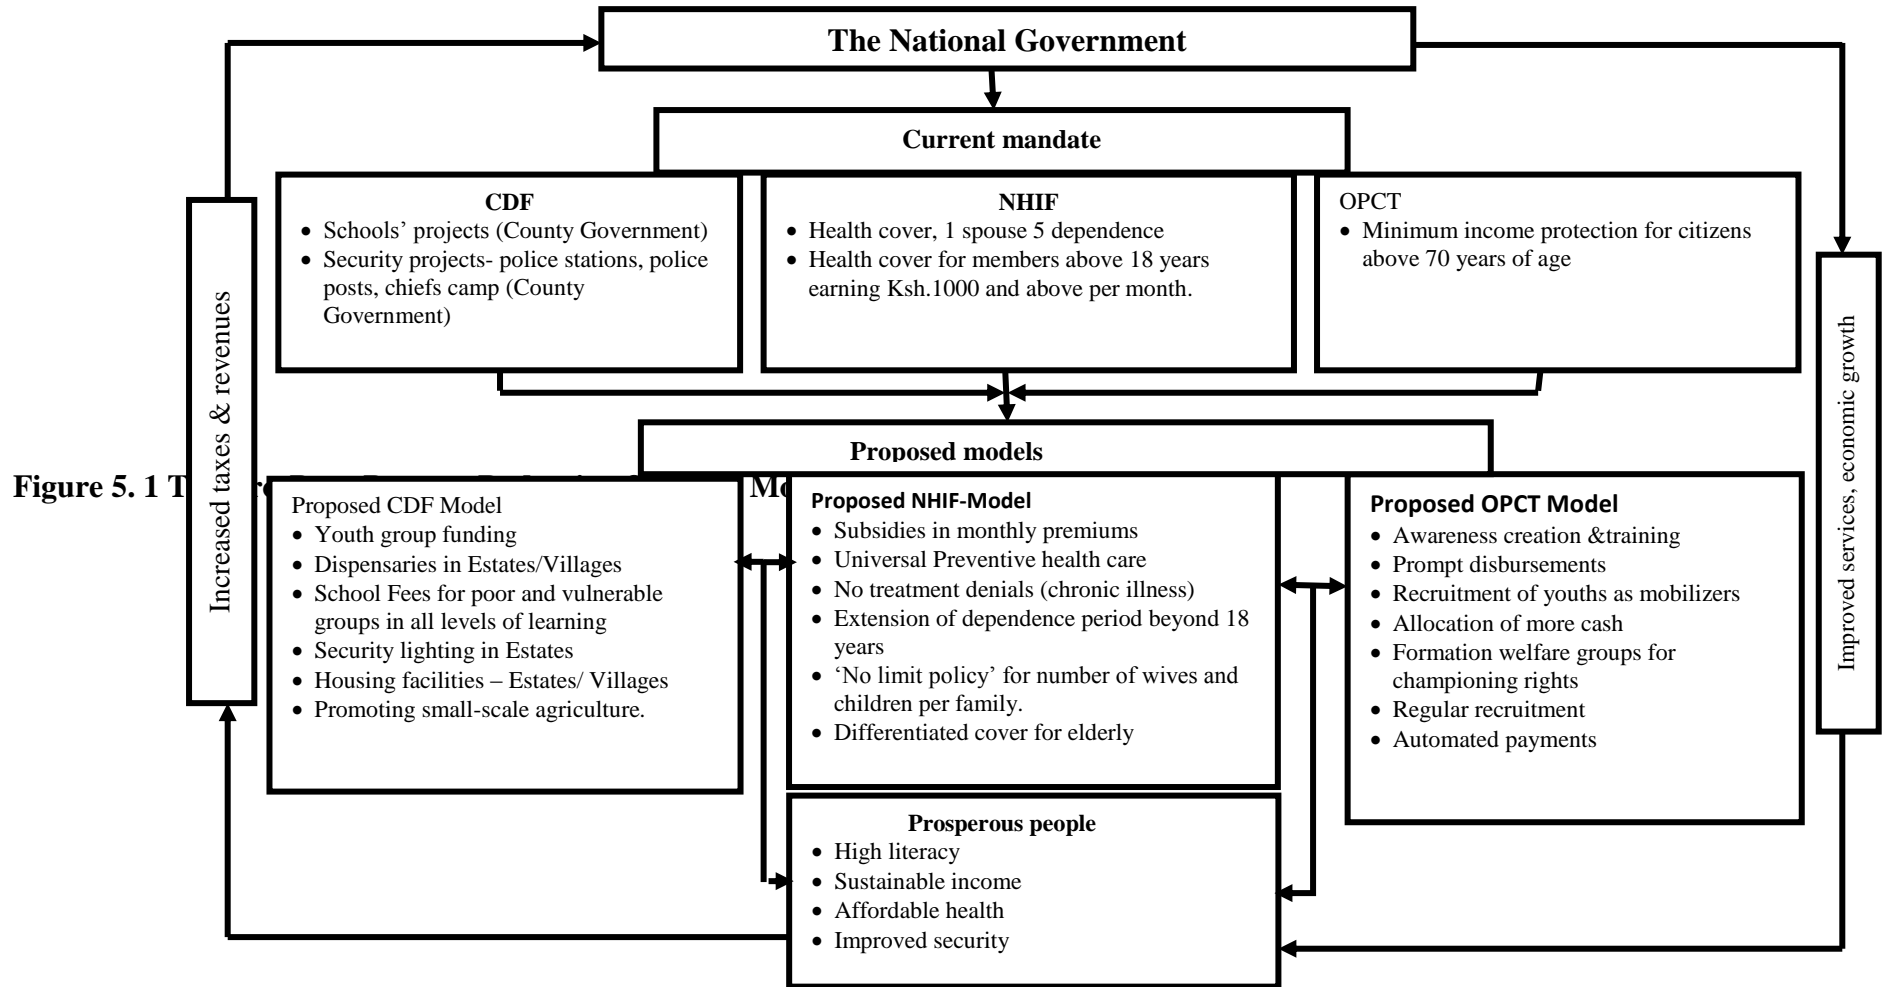 The National Government
Current mandate
CDF
• Schools’ projects (County Government)
• Security projects- police stations, police
posts, chiefs camp (County
Government)
NHIF
• Health cover, 1 spouse 5 dependence
• Health cover for members above 18 years
earning Ksh.1000 and above per month.
OPCT
• Minimum income protection for citizens
above 70 years of age
Increased taxes & revenues
Improved services, economic growth
Proposed models
Figure 5. 1
Proposed CDF Model
• Youth group funding
• Dispensaries in Estates/Villages
• School Fees for poor and vulnerable
groups in all levels of learning
• Security lighting in Estates
• Housing facilities – Estates/ Villages
• Promoting small-scale agriculture.
Proposed NHIF-Model
• Subsidies in monthly premiums
• Universal Preventive health care
• No treatment denials (chronic illness)
• Extension of dependence period beyond 18
years
• ‘No limit policy’ for number of wives and
children per family.
• Differentiated cover for elderly
Proposed OPCT Model
• Awareness creation &training
• Prompt disbursements
• Recruitment of youths as mobilizers
• Allocation of more cash
• Formation welfare groups for
championing rights
• Regular recruitment
• Automated payments
Prosperous people
• High literacy
• Sustainable income
• Affordable health
• Improved security